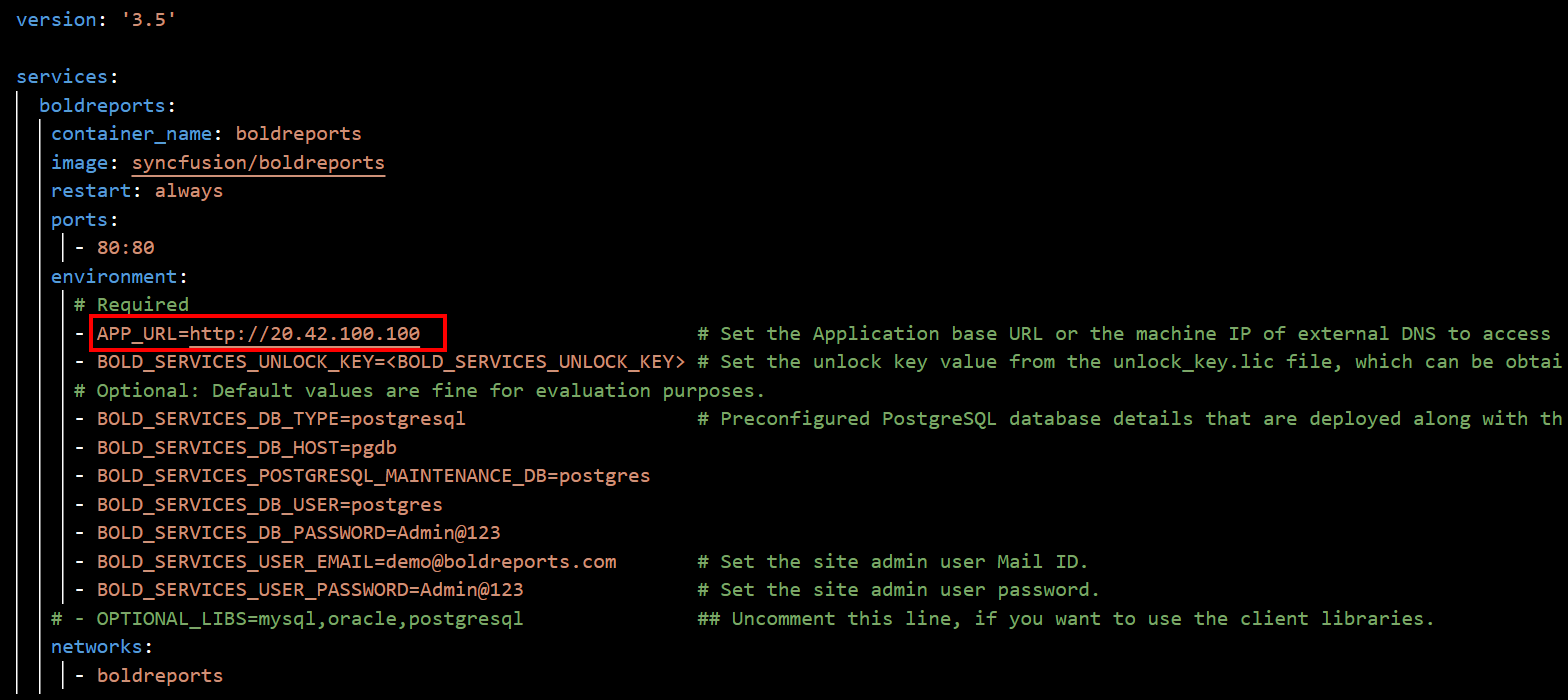 version: '3.5'
services:
boldreports:
container_name: boldreports
image: syncfusion/boldreports
restart: always
ports:
- 80:80
environment:
# Required
- APP_URL=http://20.42.100.100 # Set the Application base URL or the machine IP of external DNS to access
- BOLD_SERVICES_UNLOCK_KEY=<BOLD_SERVICES_UNLOCK_KEY> # Set the unlock key value from the unlock_key.lic file, which can be obtai
# Optional: Default values are fine for evaluation purposes.
- BOLD_SERVICES_DB_TYPE=postgresql # Preconfigured PostgreSQL database details that are deployed along with th
- BOLD_SERVICES_DB_HOST=pgdb
- BOLD_SERVICES_POSTGRESQL_MAINTENANCE_DB=postgres
- BOLD_SERVICES_DB_USER=postgres
- BOLD_SERVICES_DB_PASSWORD=Admin@123
- BOLD_SERVICES_USER_EMAIL=demo@boldreports.com # Set the site admin user Mail ID.
- BOLD_SERVICES_USER_PASSWORD=Admin@123 # Set the site admin user password.
# - OPTIONAL_LIBS=mysql,oracle,postgresql ## Uncomment this line, if you want to use the client libraries.
networks:
- boldreports